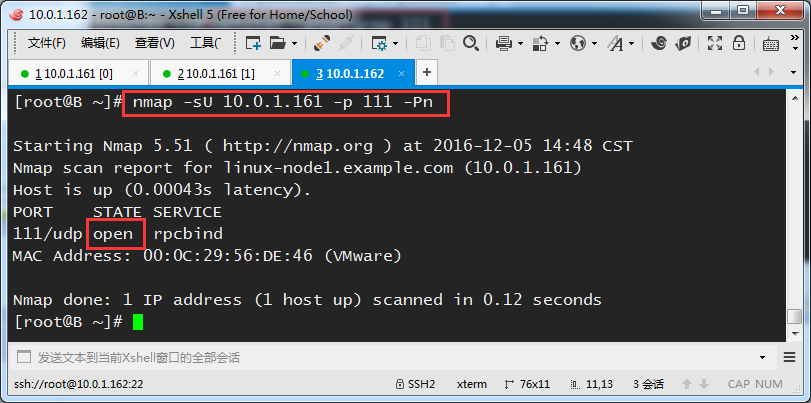 10.0.1.162 - root@B:~ - Xshell 5 (Free for Home/School)
文件(F) 编辑(E) 查看(V) 工具(
1 10.0.1.161 [0] × 2 10.0.1.161 [1] × 3 10.0.1.162 × +
[root@B ~]# nmap -sU 10.0.1.161 -p 111 -Pn
Starting Nmap 5.51 ( http://nmap.org ) at 2016-12-05 14:48 CST
Nmap scan report for linux-node1.example.com (10.0.1.161)
Host is up (0.00043s latency).
PORT    STATE SERVICE
111/udp open  rpcbind
MAC Address: 00:0C:29:56:DE:46 (VMware)
Nmap done: 1 IP address (1 host up) scanned in 0.12 seconds
[root@B ~]#
发送文本到当前Xshell窗口的全部会话
ssh://root@10.0.1.162:22 SSH2 xterm 76x11 11,13 3 会话 CAP NUM